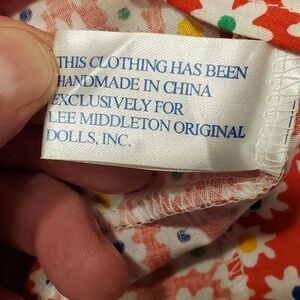 THIS CLOTHING HAS BEEN
HANDMADE IN CHINA
EXCLUSIVELY FOR
LEE MIDDLETON ORIGINAL
DOLLS, INC.